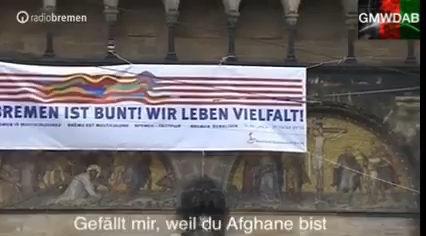 radiobremen
GMWDAB
BREMEN IST BUNT! WIR LEBEN VIELFALT!
Gefällt mir, weil du Afghane bist